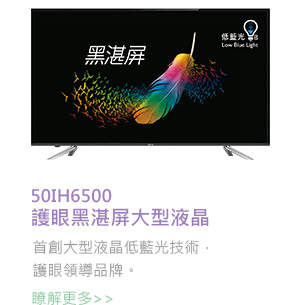 低藍光
Low Blue Light
黑湛屏
50IH6500
護眼黑湛屏大型液晶
首創大型液晶低藍光技術，
護眼領導品牌。
瞭解更多>>